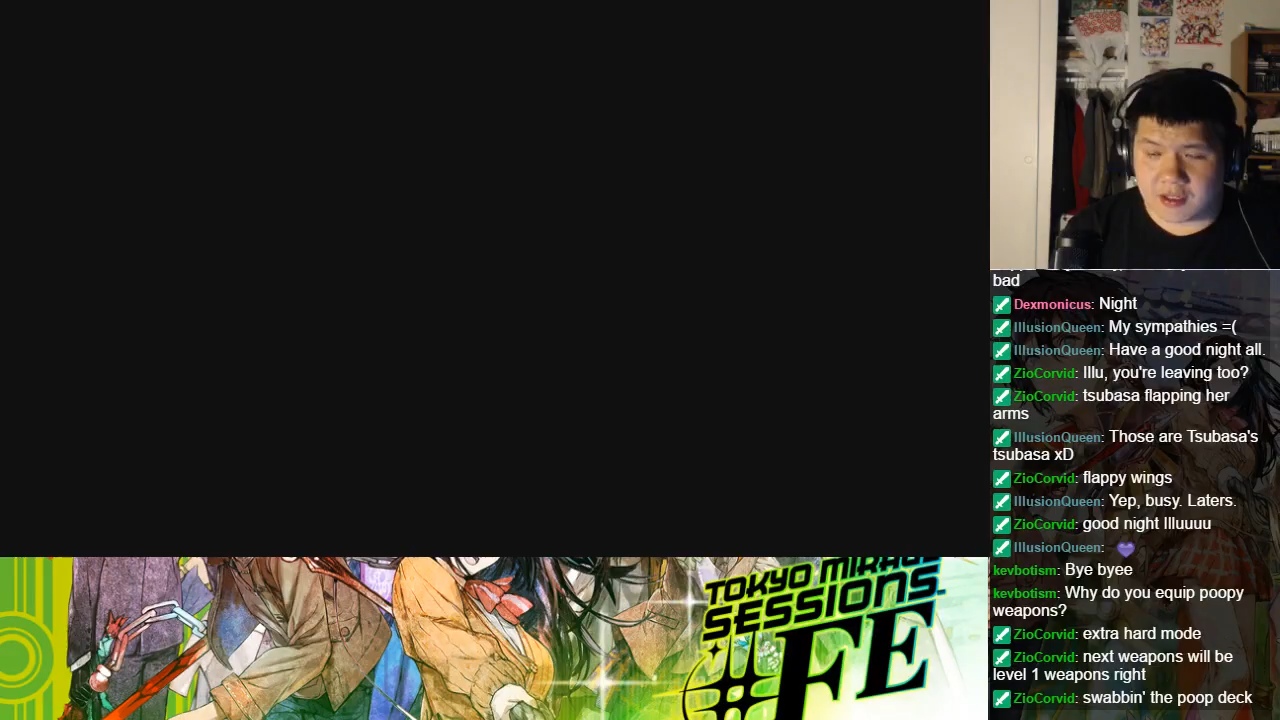 bad
Dexmonicus: Night
IllusionQueen: My sympathies =(
IllusionQueen: Have a good night all.
ZioCorvid: Illu, you're leaving too?
ZioCorvid: tsubasa flapping her
arms
IllusionQueen: Those are Tsubasa's
tsubasa xD
ZioCorvid: flappy wings
IllusionQueen: Yep, busy. Laters.
ZioCorvid: good night Illuuuu
IllusionQueen: 💜
kevbotism: Bye byee
kevbotism: Why do you equip poopy
weapons?
ZioCorvid: extra hard mode
ZioCorvid: next weapons will be
level 1 weapons right
ZioCorvid: swabbin' the poop deck
TOKYO MIRAGE
SESSIONS
#FE